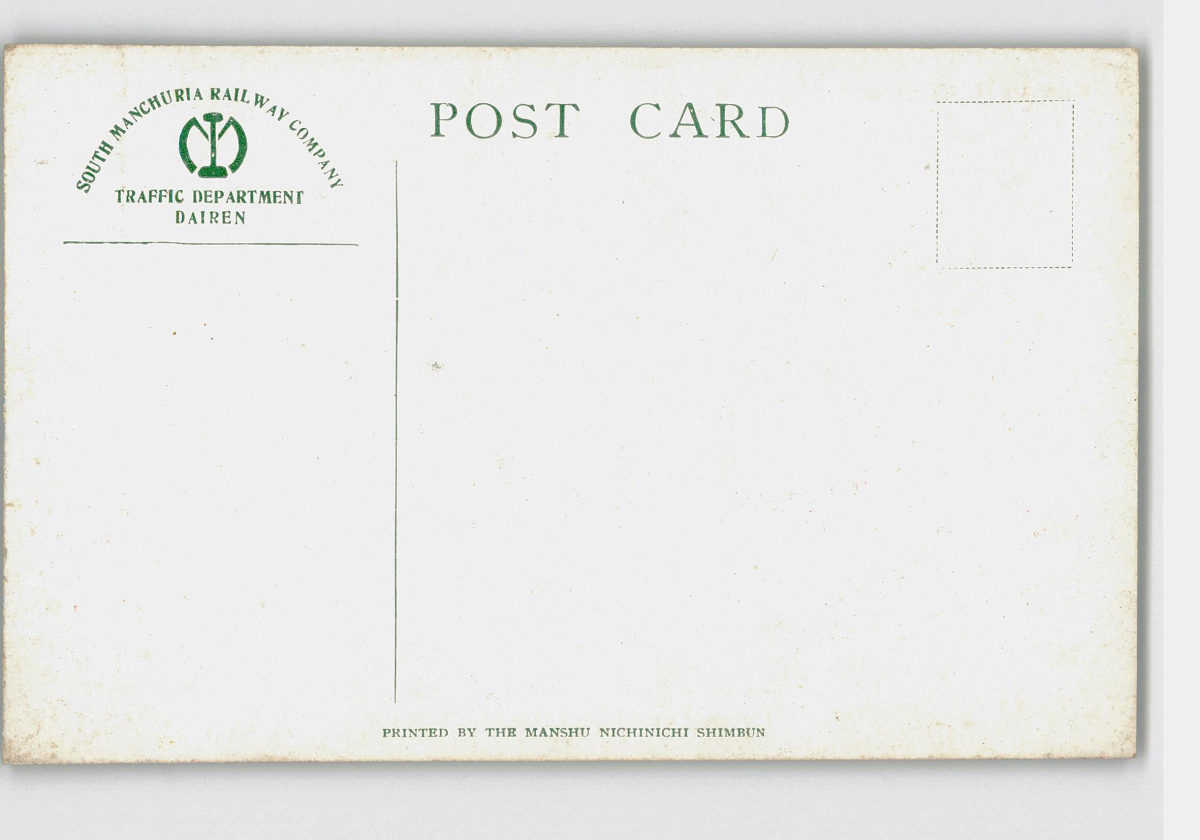 SOUTH MANCHURIA RAILWAY COMPANY
TRAFFIC DEPARTMENT
DAIREN
POST CARD
PRINTED BY THE MANSHU NICHINICHI SHIMBUN